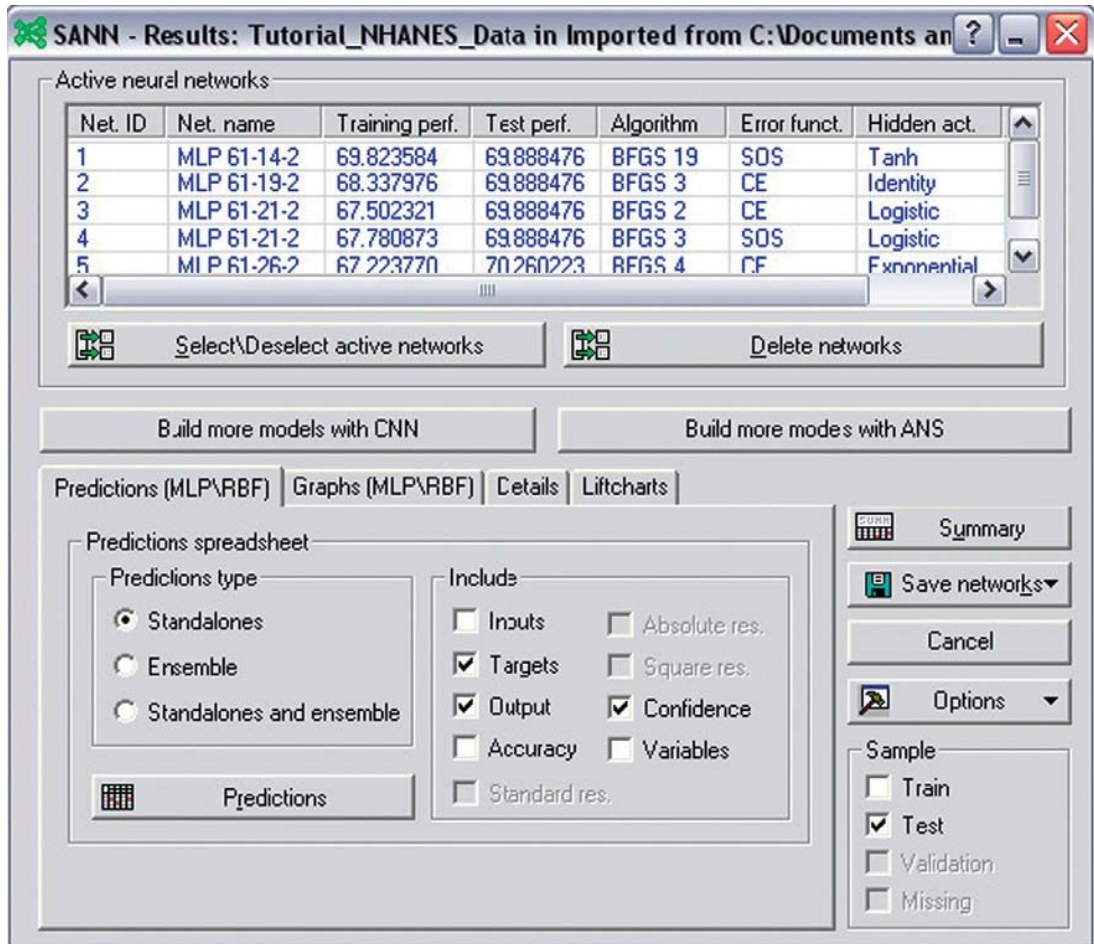 SANN - Results: Tutorial_NHANES_Data in Imported from C:\Documents an
Active neural networks
Net. ID Net. name Training perf. Test perf. Algorithm Error funct. Hidden act.
1 MLP 61-14-2 69.823584 69.888476 BFGS 19 SOS Tanh
2 MLP 61-19-2 68.337976 69.888476 BFGS 3 CE Identity
3 MLP 61-21-2 67.502321 69.888476 BFGS 2 CE Logistic
4 MLP 61-21-2 67.780873 69.888476 BFGS 3 SOS Logistic
5 MLP 61-26-2 67.223770 70.260223 BFGS 4 CE Exponential
Select\Deselect active networks
Delete networks
Build more models with CNN
Build more modes with ANS
Predictions (MLP\RBF) Graphs (MLP\RBF) Details Liftcharts
Predictions spreadsheet
Predictions type
Standalones
Ensemble
Standalones and ensemble
Predictions
Include
Inputs
Targets
Output
Accuracy
Standard res.
Absolute res.
Square res.
Confidence
Variables
SUMM Summary
Save networks
Cancel
Options
Sample
Train
Test
Validation
Missing